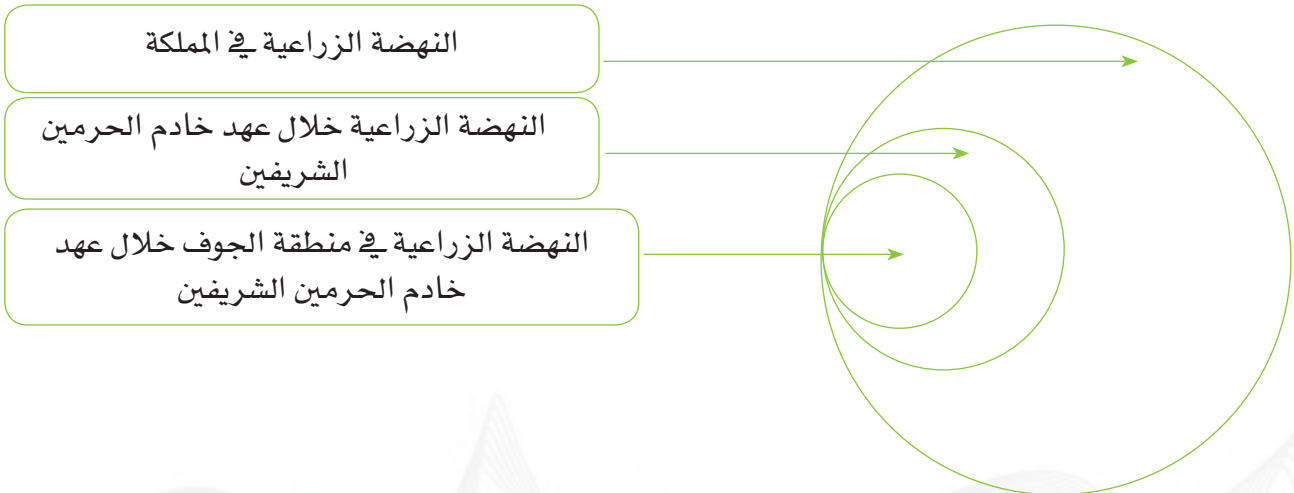 النهضة الزراعية في المملكة
النهضة الزراعية خلال عهد خادم الحرمين
الشريفين
النهضة الزراعية في منطقة الجوف خلال عهد
خادم الحرمين الشريفين